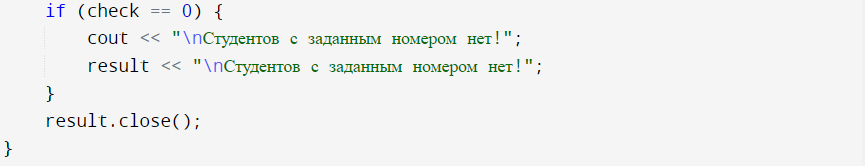 if (check == 0) {
cout << "\nСтудентов с заданным номером нет!";
result << "\nСтудентов с заданным номером нет!";
}
result.close();
}